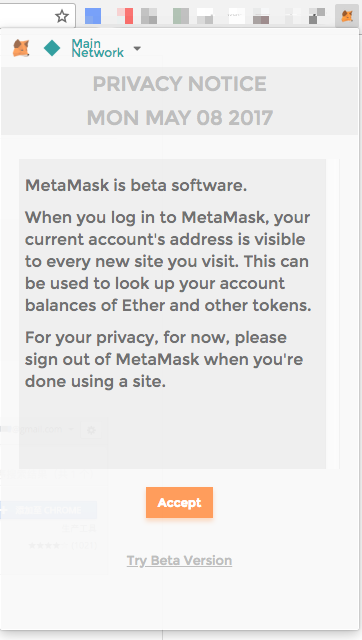 Main
Network
PRIVACY NOTICE
MON MAY 08 2017
MetaMask is beta software.
When you log in to MetaMask, your
current account's address is visible
to every new site you visit. This can
be used to look up your account
balances of Ether and other tokens.
For your privacy, for now, please
sign out of MetaMask when you're
done using a site.
Accept
Try Beta Version